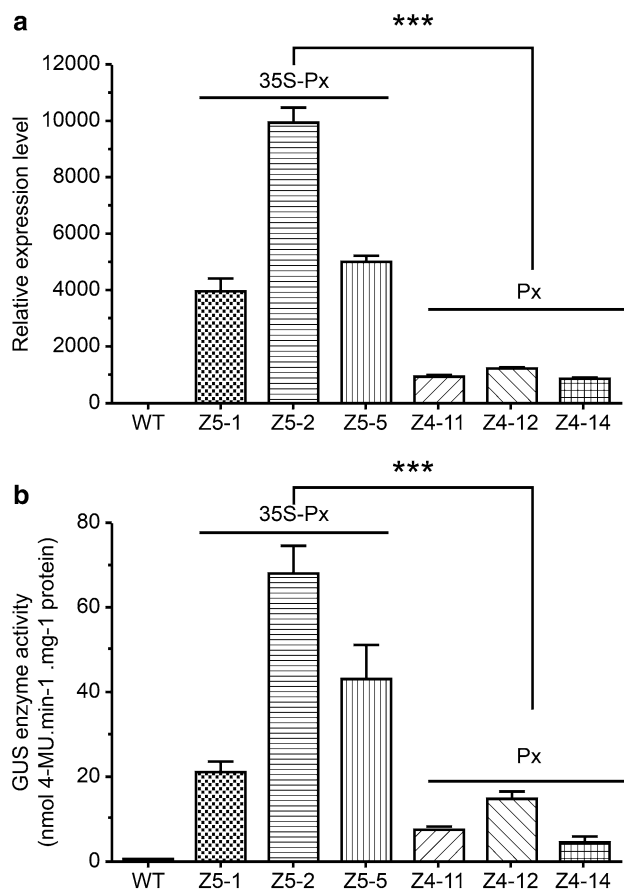 a
***
12000
35S-Px
10000
8000
6000
4000
2000
0
Relative expression level
Px
WT Z5-1 Z5-2 Z5-5 Z4-11 Z4-12 Z4-14
b
***
80
35S-Px
60
40
20
0
GUS enzyme activity
(nmol 4-MU.min-1 .mg-1 protein)
Px
WT Z5-1 Z5-2 Z5-5 Z4-11 Z4-12 Z4-14